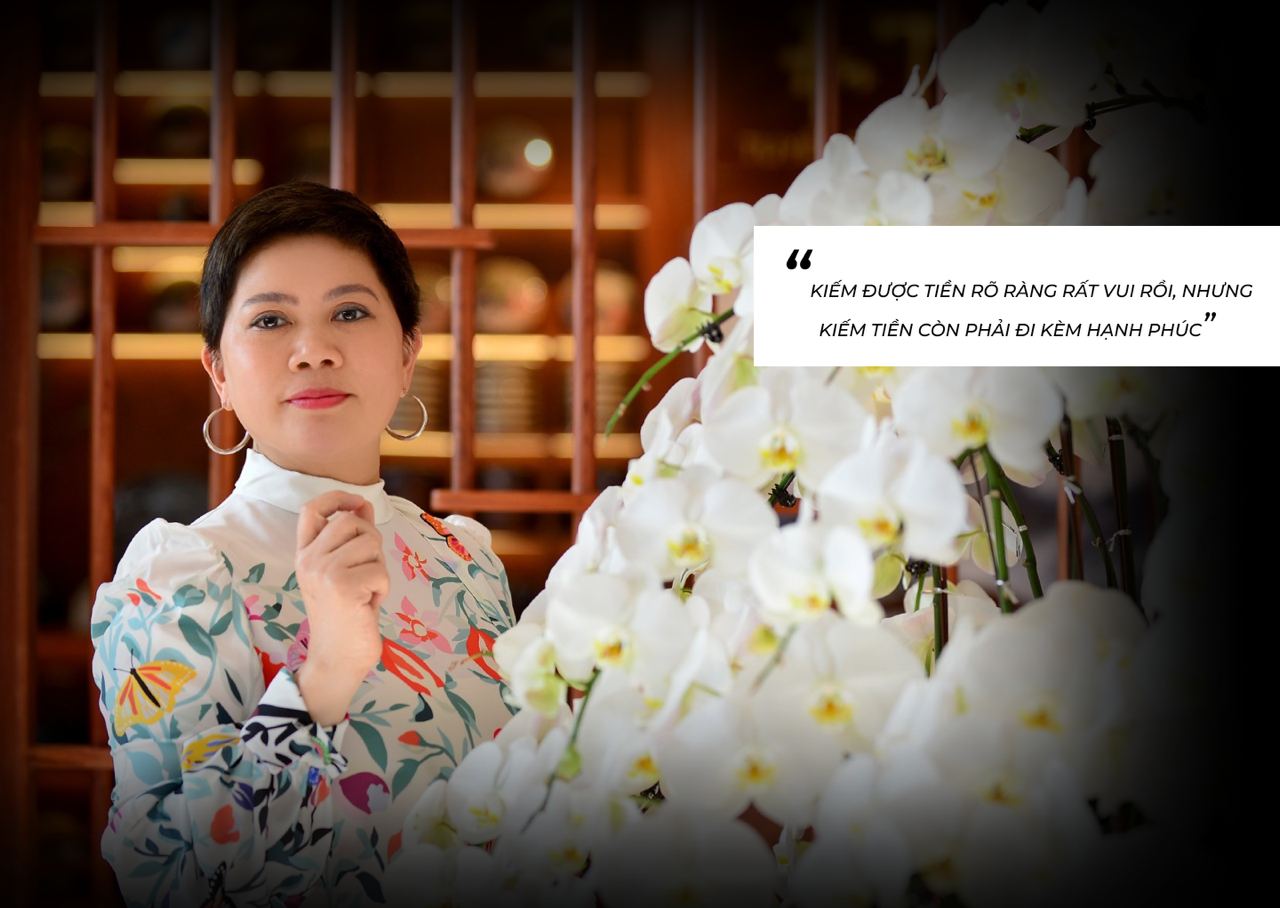 “
KIẾM ĐƯỢC TIỀN RÕ RÀNG RẤT VUI RỒI, NHƯNG
KIẾM TIỀN CÒN PHẢI ĐI KÈM HẠNH PHÚC”